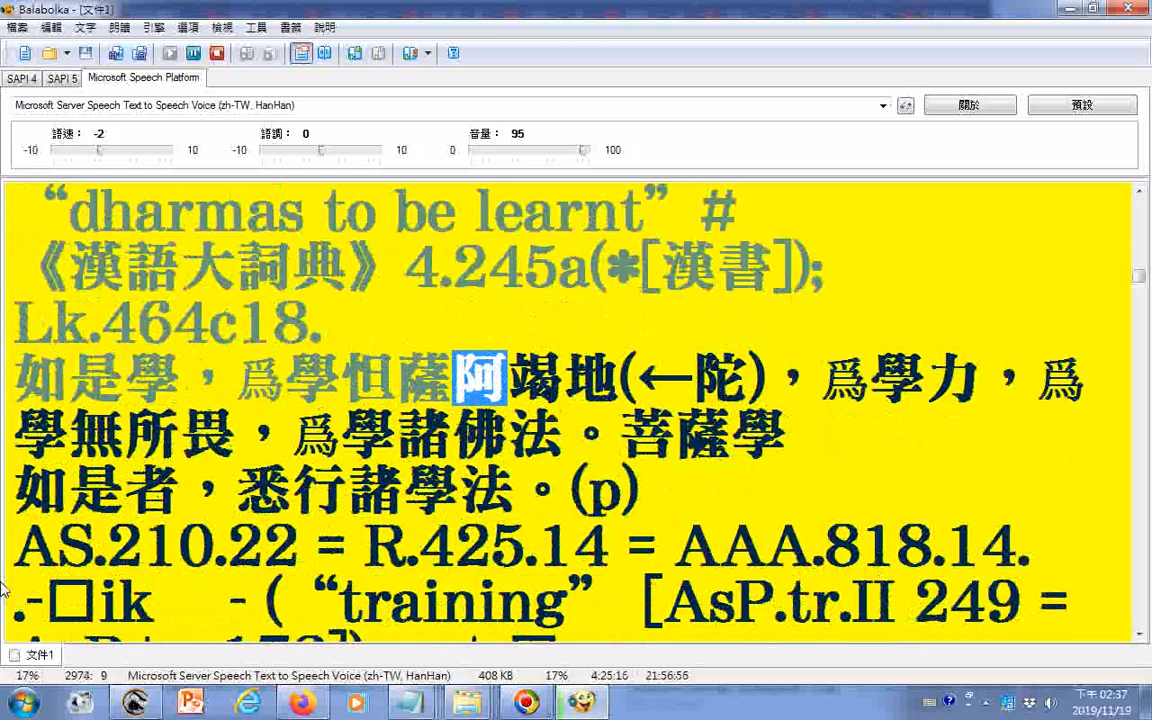 Balabolka - [文件1]
檔案 編輯 文字 朗讀 引擎 選項 檢視 工具 書籤 說明
SAPI 4 SAPI 5 Microsoft Speech Platform
Microsoft Server Speech Text to Speech Voice (zh-TW, HanHan) 關於 預設
語速： -2 語調： 0 音量： 95
-10 10 -10 10 0 100
“dharmas to be learnt” #
《漢語大詞典》 4.245a(*[漢書]);
Lk.464c18.
如是學，爲學怛薩阿竭地(←陀)，爲學力，爲
學無所畏，爲學諸佛法。菩薩學
如是者，悉行諸學法。(p)
AS.210.22 = R.425.14 = AAA.818.14.
.-□ik - ( “training” [AsP.tr.II 249 =
文件1
17% 2974: 9 Microsoft Server Speech Text to Speech Voice (zh-TW, HanHan) 408 KB 17% 4:25:16 21:56:56
下午 02:37
2019/11/19